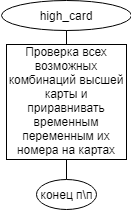 high_card
Проверка всех
возможных
комбинаций высшей
карты и
приравнивать
временным
переменным их
номера на картах
конец п\п